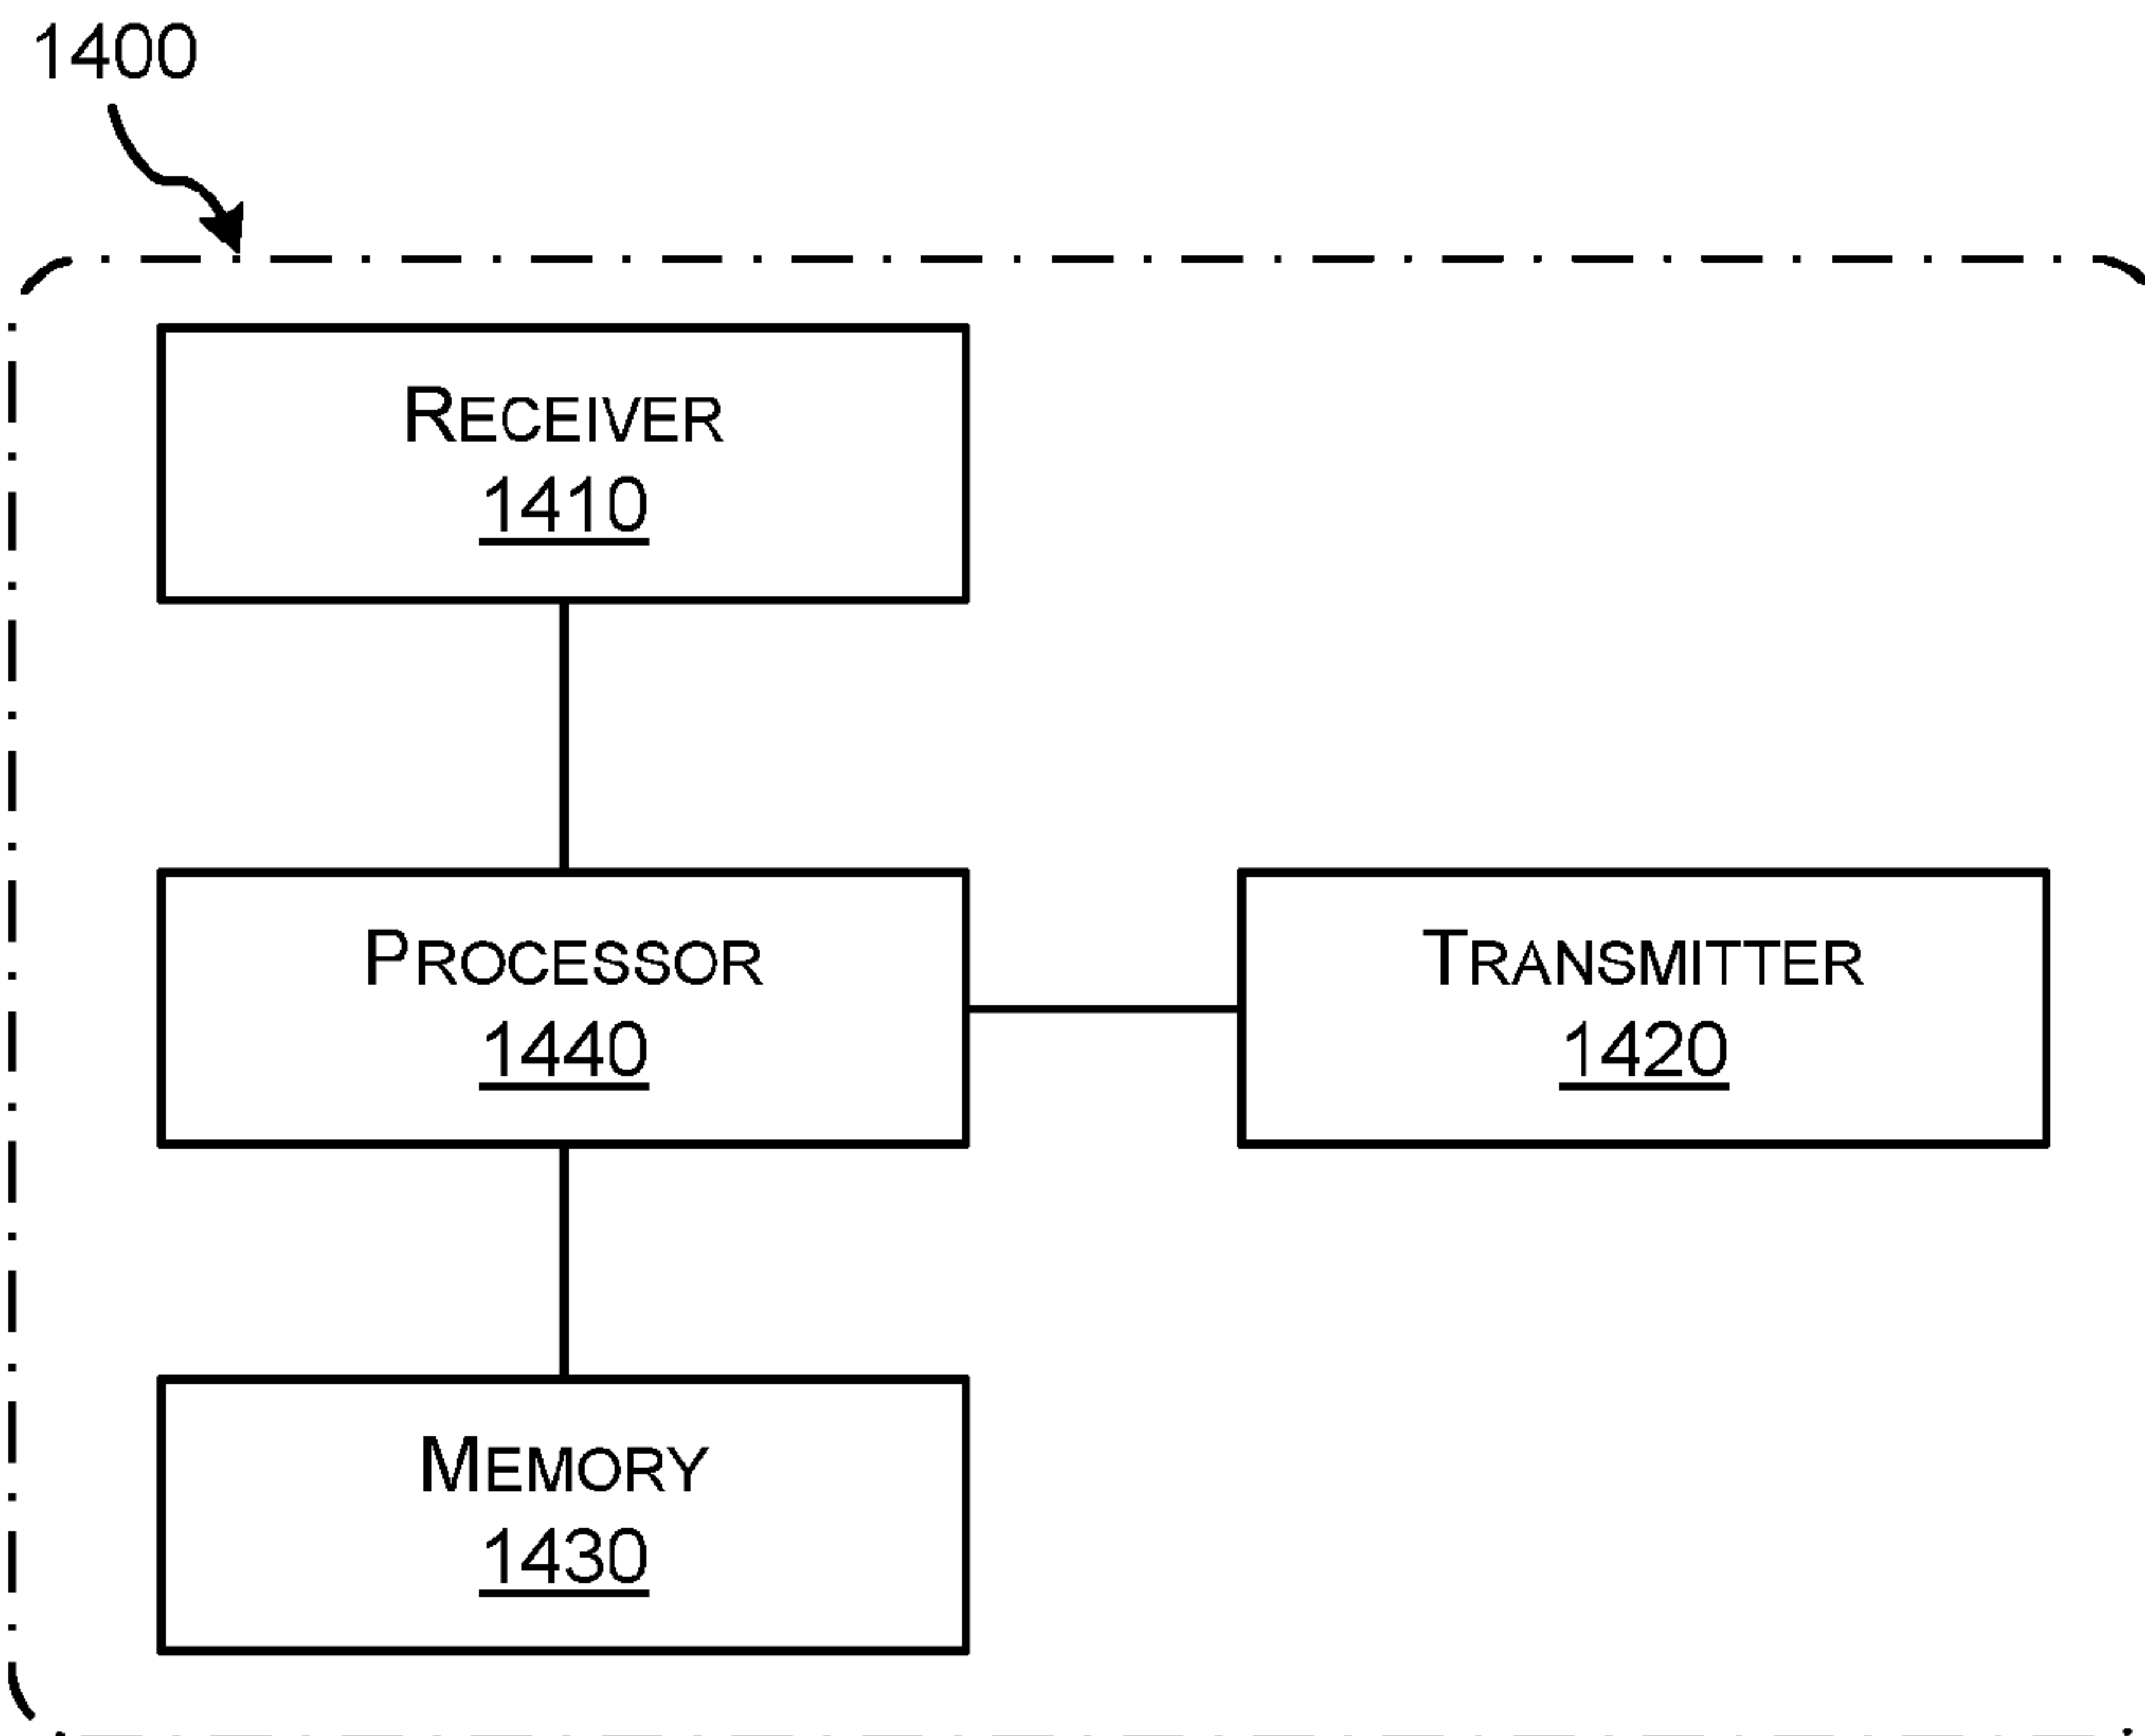 1400
RECEIVER
1410
PROCESSOR
1440
TRANSMITTER
1420
MEMORY
1430